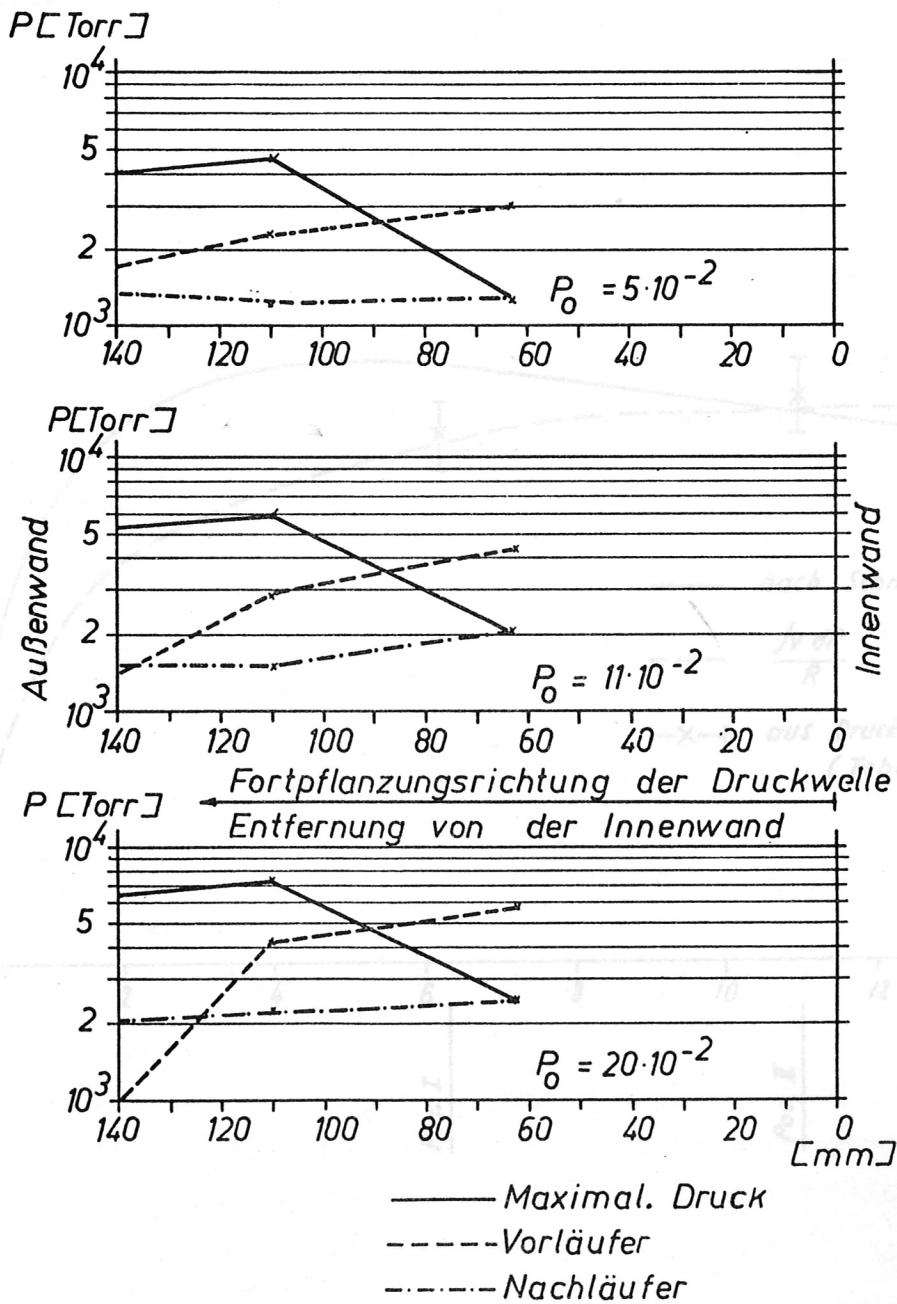 P[Torr]
10⁴
5
2
10³
P₀ = 5·10⁻²
140 120 100 80 60 40 20 0
P[Torr]
10⁴
5
2
10³
Außenwand
Innenwand
P₀ = 11·10⁻²
140 120 100 80 60 40 20 0
Fortpflanzungsrichtung der Druckwelle
Entfernung von der Innenwand
P [Torr]
10⁴
5
2
10³
P₀ = 20·10⁻²
140 120 100 80 60 40 20 0
[mm]
Maximal. Druck
Vorläufer
Nachläufer